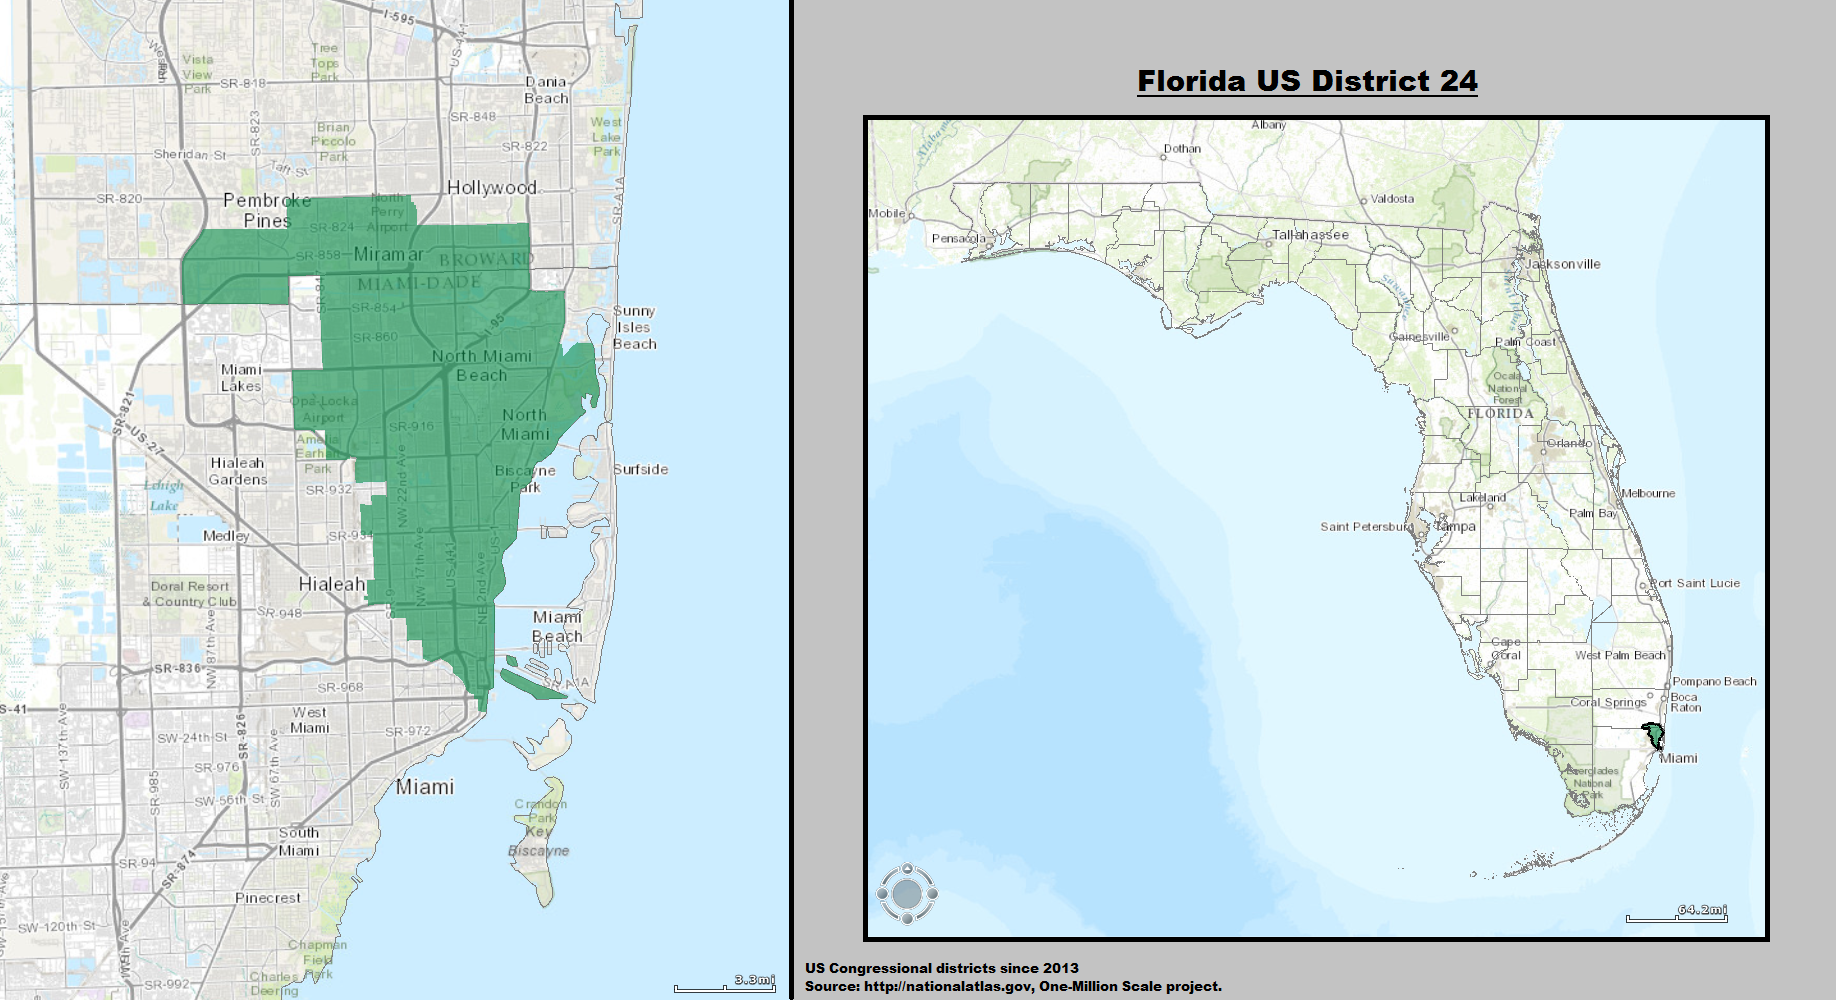 I-595
US-441
Vista
View
Park
Tree
Tops
Park
SR-818
Dania
Beach
SR-823
SR-848
Brian
Piccolo
Park
West
Lake
Park
SR-822
Sheridan St
Taft-St
Pembroke
Pines
North
Perry
Airport
Hollywood
SR-820
SR-A1A
SR-824
SR-858
Miramar
BROWARD
MIAMI-DADE
SR-854
I-95
SR-860
Sunny
Isles
Beach
North Miami
Beach
Miami
Lakes
SR-821
US-27
Opa-Locka
Airport
North
Miami
SR-916
Amelia
Earhart
Park
Hialeah
Gardens
Biscayne
Park
Surfside
SR-932
Lehigh
Lake
NW-22nd Ave
Medley
SR-934
NW 17th Ave
US-441
NE 2nd Ave
US-1
Hialeah
Doral Resort
& Country Club
SR-948
NW 87th Ave
Miami
Beach
SR-836
SR-968
SR-A1A
S-41
West
Miami
SR-972
SW-24th St
SW-137th Ave
SR-826
SW 67th Ave
SR-976
SR-985
SW-56th St
Miami
Crandon
Park
Key
Biscayne
South
Miami
SR-94
SR-874
Pinecrest
SW-120th St
Chapman
Field
Park
Charles
Deering
SR-992
3.3mi
Florida US District 24
Albany
Alabama
Dothan
Valdosta
Mobile
Pensacola
Tallahassee
Jacksonville
Suwannee
Gainesville
Palm Coast
Ocala
National
Forest
FLORIDA
Orlando
Melbourne
Lakeland
Palm Bay
Saint Petersburg
Tampa
Port Saint Lucie
Cape
Coral
West Palm Beach
Pompano Beach
Coral Springs
Boca
Raton
Miami
Everglades
National
Park
64.2mi
US Congressional districts since 2013
Source: http://nationalatlas.gov, One-Million Scale project.